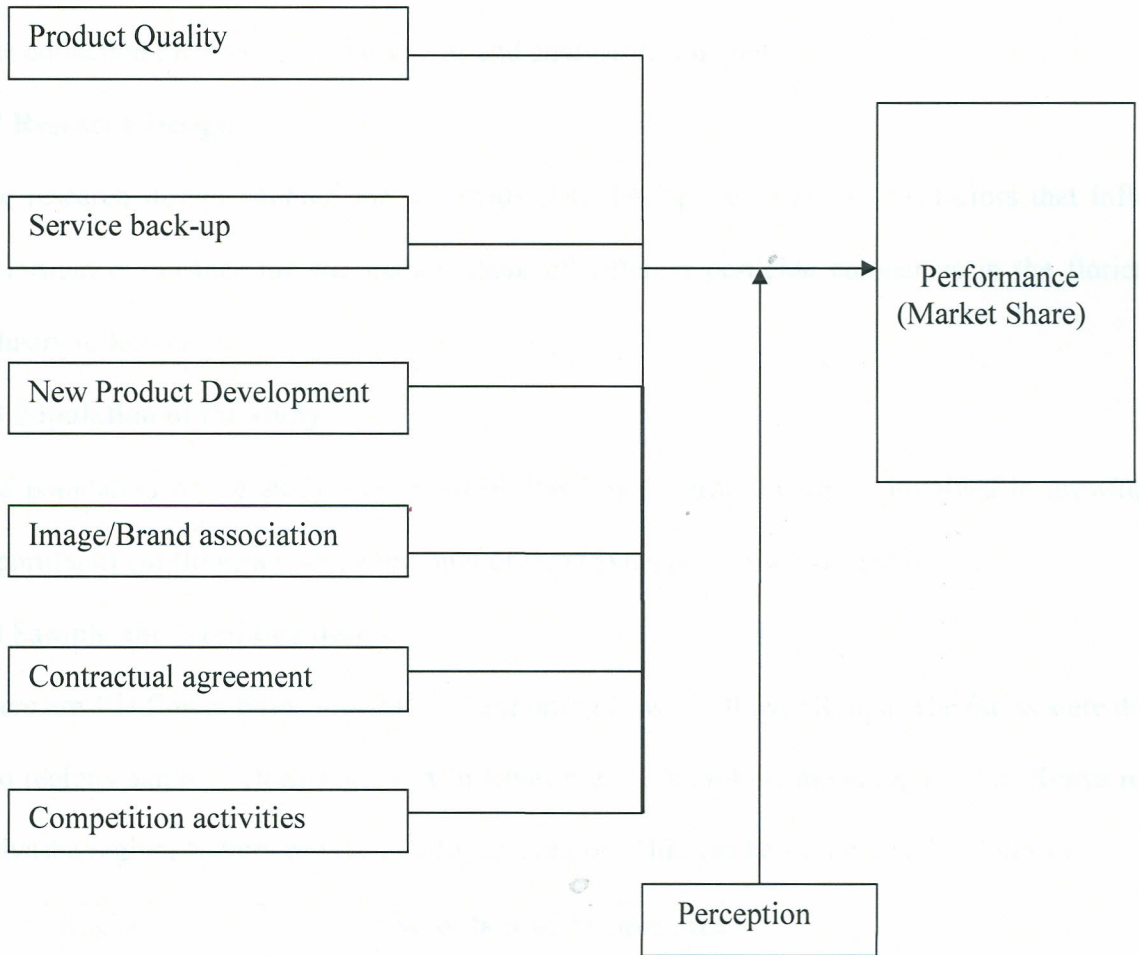 Product Quality
Service back-up
New Product Development
Image/Brand association
Contractual agreement
Competition activities
Performance
(Market Share)
Perception